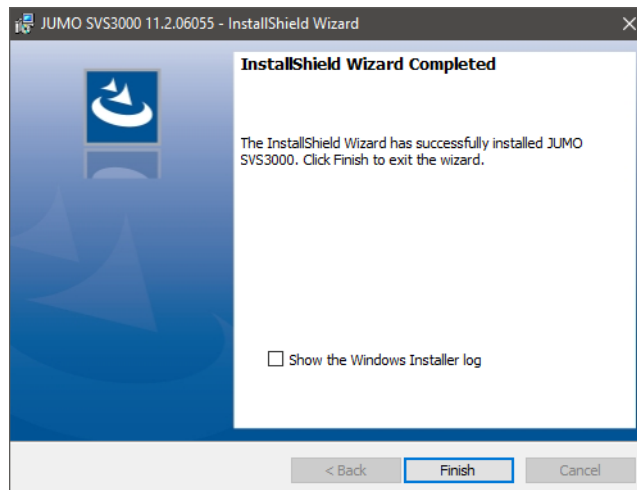 JUMO SVS3000 11.2.06055 - InstallShield Wizard
InstallShield Wizard Completed
The InstallShield Wizard has successfully installed JUMO
SVS3000. Click Finish to exit the wizard.
Show the Windows Installer log
< Back
Finish
Cancel